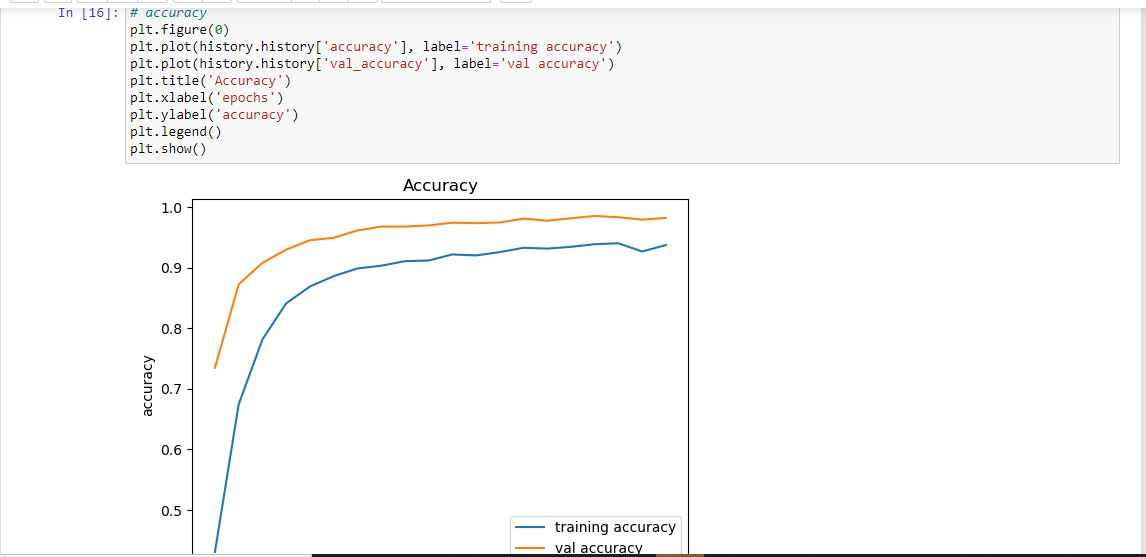 In [16]: # accuracy
plt.figure(0)
plt.plot(history.history['accuracy'], label='training accuracy')
plt.plot(history.history['val_accuracy'], label='val accuracy')
plt.title('Accuracy')
plt.xlabel('epochs')
plt.ylabel('accuracy')
plt.legend()
plt.show()
Accuracy
1.0
0.9
0.8
accuracy
0.7
0.6
0.5
training accuracy
val accuracy